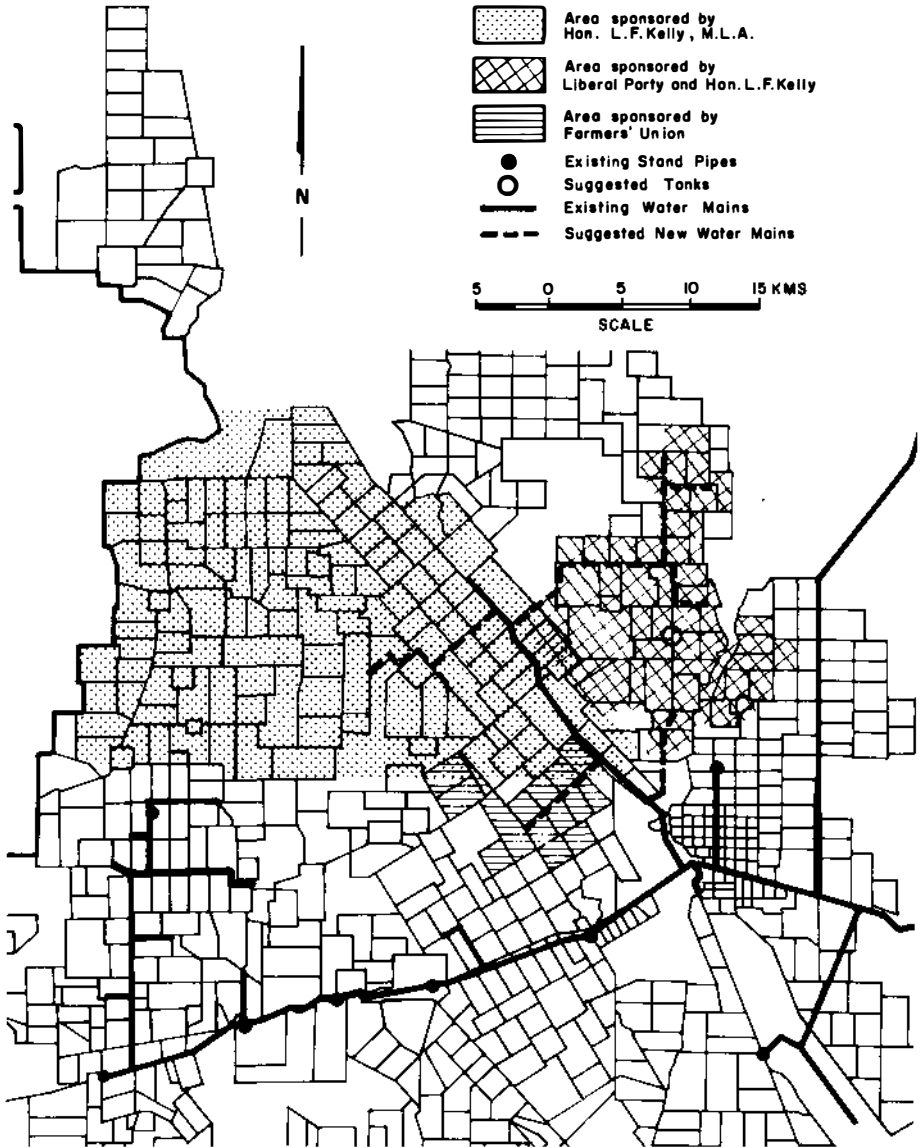 Area sponsored by
Hon. L.F.Kelly, M.L.A.
Area sponsored by
Liberal Party and Hon.L.F.Kelly
Area sponsored by
Farmers' Union
Existing Stand Pipes
Suggested Tanks
Existing Water Mains
Suggested New Water Mains
N
5 0 5 10 15 KMS
SCALE